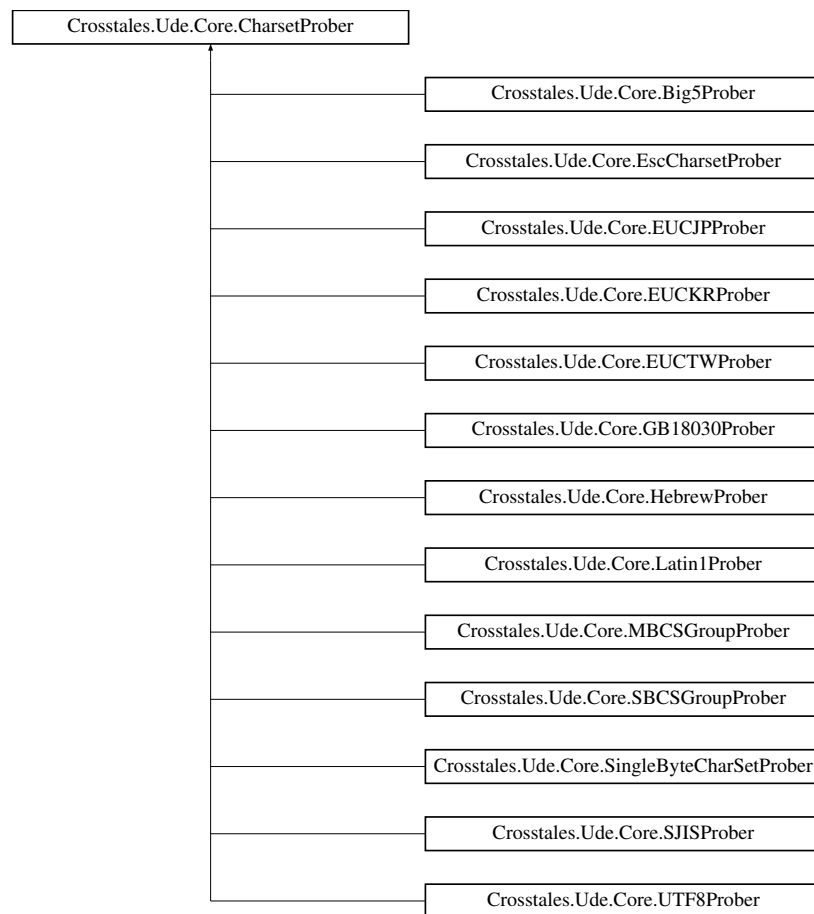 Crosstales.Ude.Core.CharsetProber
Crosstales.Ude.Core.Big5Prober
Crosstales.Ude.Core.EscCharsetProber
Crosstales.Ude.Core.EUCJPProber
Crosstales.Ude.Core.EUCKRProber
Crosstales.Ude.Core.EUCTWProber
Crosstales.Ude.Core.GB18030Prober
Crosstales.Ude.Core.HebrewProber
Crosstales.Ude.Core.Latin1Prober
Crosstales.Ude.Core.MBCSGroupProber
Crosstales.Ude.Core.SBCSGroupProber
Crosstales.Ude.Core.SingleByteCharSetProber
Crosstales.Ude.Core.SJISProber
Crosstales.Ude.Core.UTF8Prober